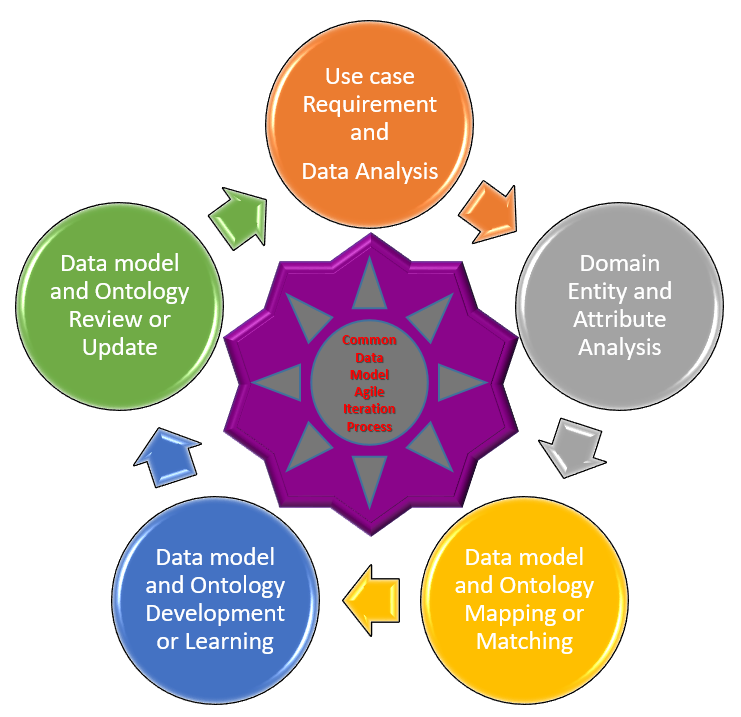 Use case
Requirement
and
Data Analysis
Domain
Entity and
Attribute
Analysis
Data model
and Ontology
Mapping or
Matching
Data model
and Ontology
Development
or Learning
Data model
and Ontology
Review or
Update
Common
Data
Model
Agile
Iteration
Process